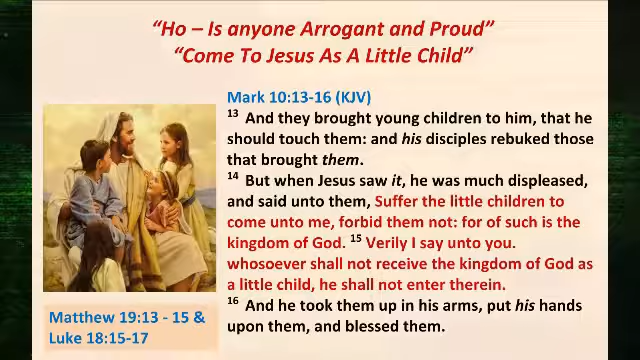 “Ho – Is anyone Arrogant and Proud”
“Come To Jesus As A Little Child”
Mark 10:13-16 (KJV)
13 And they brought young children to him, that he
should touch them: and his disciples rebuked those
that brought them.
14 But when Jesus saw it, he was much displeased,
and said unto them, Suffer the little children to
come unto me, forbid them not: for of such is the
kingdom of God. 15 Verily I say unto you.
whosoever shall not receive the kingdom of God as
a little child, he shall not enter therein.
16 And he took them up in his arms, put his hands
upon them, and blessed them.
Matthew 19:13 - 15 &
Luke 18:15-17